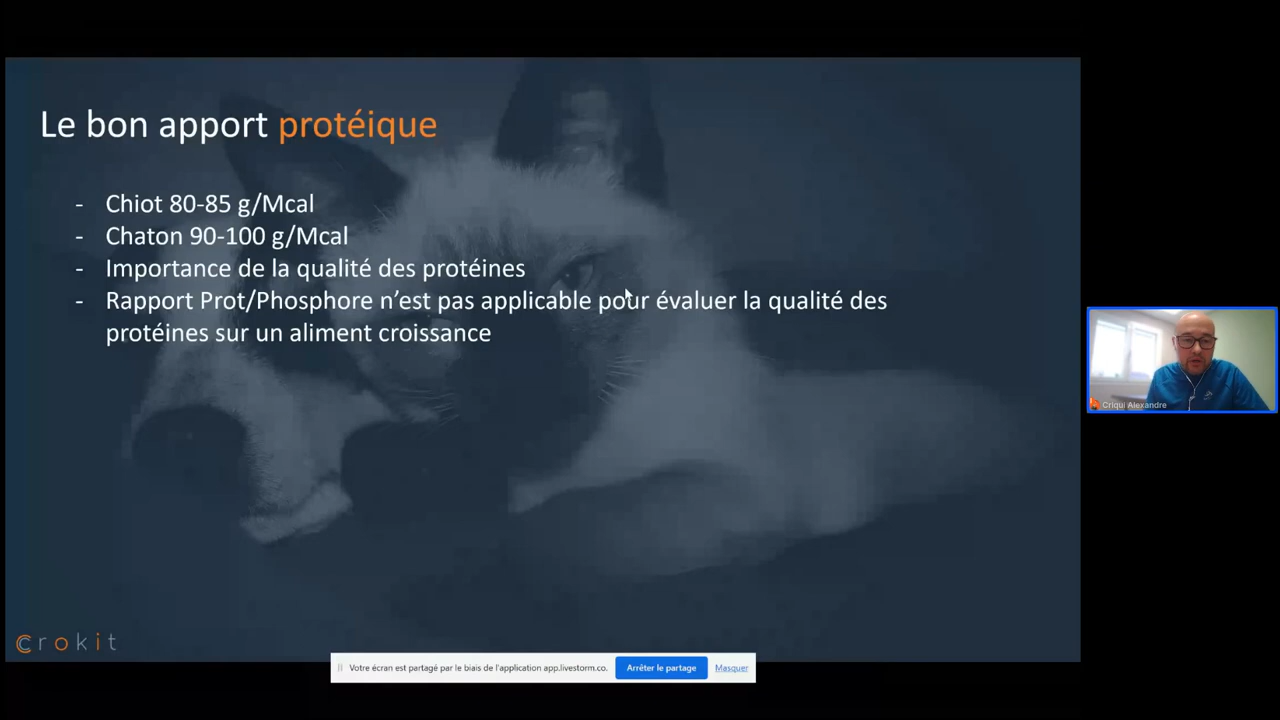 Le bon apport protéique
- Chiot 80-85 g/Mcal
- Chaton 90-100 g/Mcal
- Importance de la qualité des protéines
- Rapport Prot/Phosphore n’est pas applicable pour évaluer la qualité des
protéines sur un aliment croissance
Criqui Alexandre
crokit
Votre écran est partagé par le biais de l'application app.livestorm.co.
Arrêter le partage
Masquer